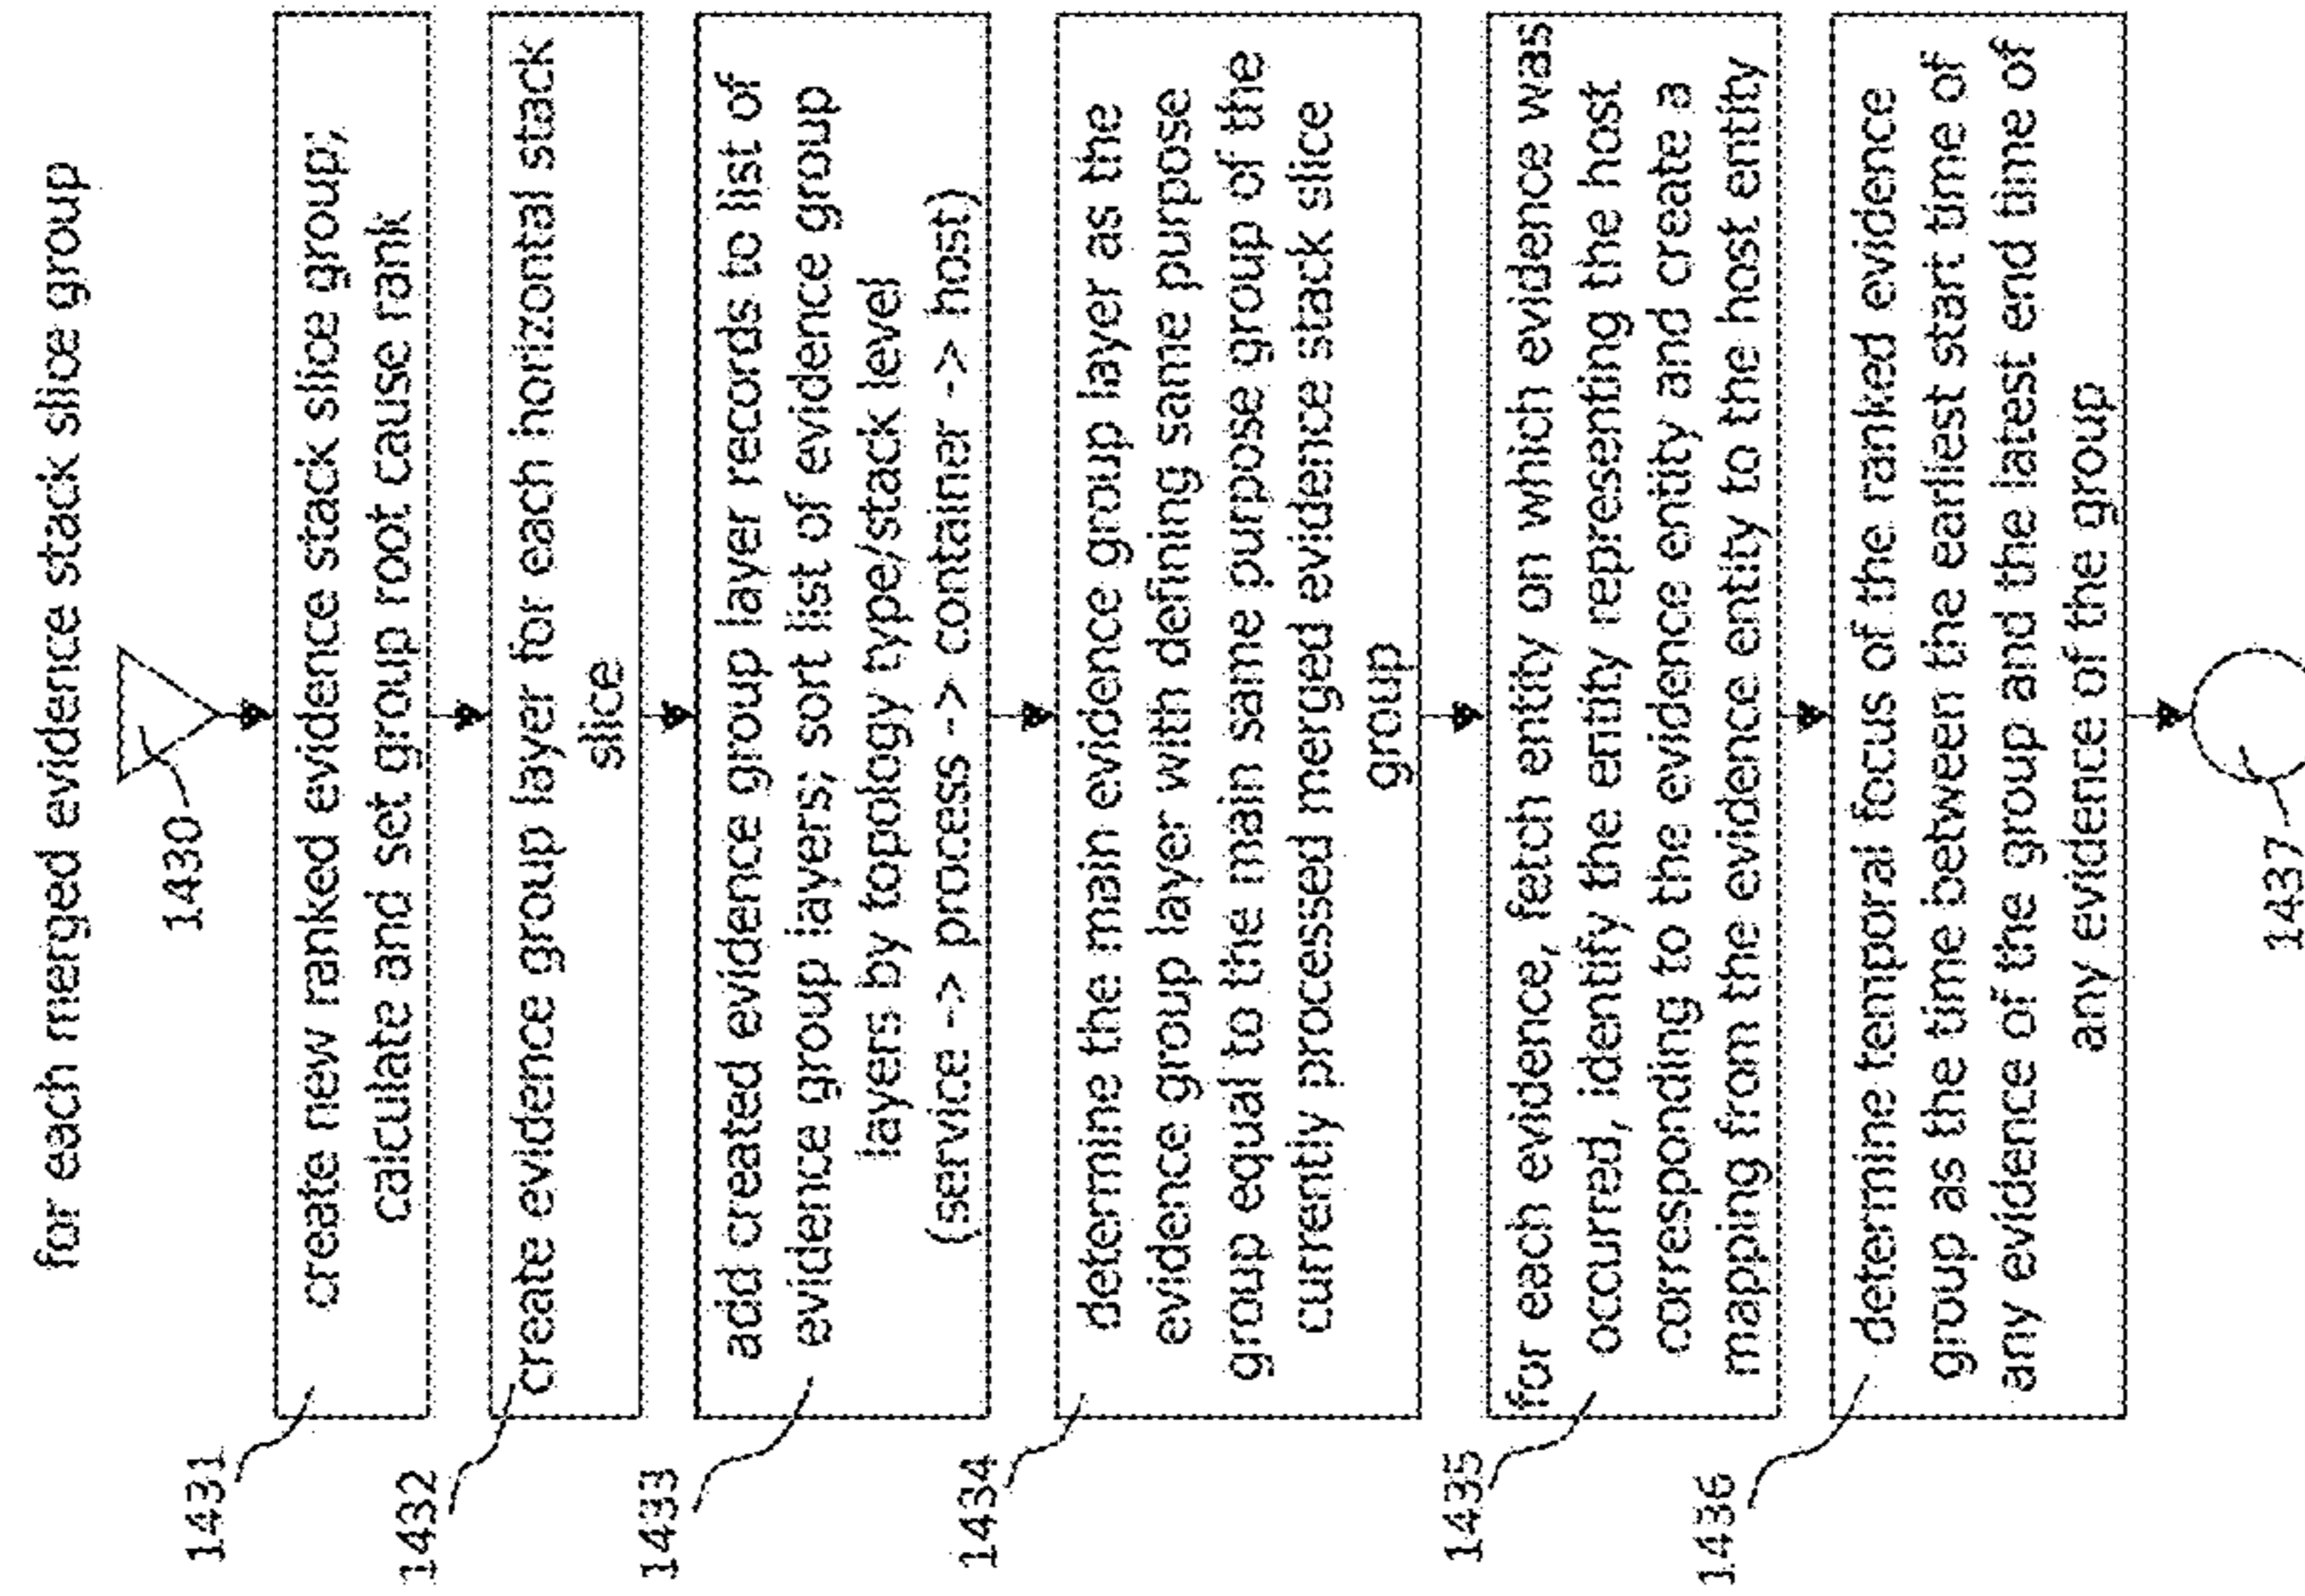 for each merged evidence stack slice group
1430
1431
create new ranked evidence stack slice group;
calculate and set group root cause rank
1432
create evidence group layer for each horizontal stack
slice
1433
add created evidence group layer records to list of
evidence group layers; sort list of evidence group
layers by topology type/stack level
(service -> process -> container -> host)
1434
determine the main evidence group layer as the
evidence group layer with defining same purpose
group equal to the main same purpose group of the
currently processed merged evidence stack slice
group
1435
for each evidence, fetch entity on which evidence was
occurred, identify the entity representing the host
corresponding to the evidence entity and create a
mapping from the evidence entity to the host entity
1436
determine temporal focus of the ranked evidence
group as the time between the earliest start time of
any evidence of the group and the latest end time of
any evidence of the group
1437